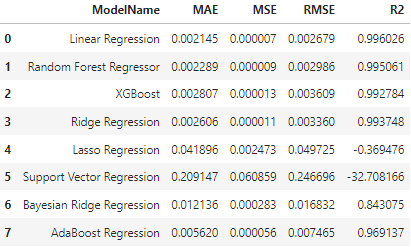 ModelName MAE MSE RMSE R2
0 Linear Regression 0.002145 0.000007 0.002679 0.996026
1 Random Forest Regressor 0.002289 0.000009 0.002986 0.995061
2 XGBoost 0.002807 0.000013 0.003609 0.992784
3 Ridge Regression 0.002606 0.000011 0.003360 0.993748
4 Lasso Regression 0.041896 0.002473 0.049725 -0.369476
5 Support Vector Regression 0.209147 0.060859 0.246696 -32.708166
6 Bayesian Ridge Regression 0.012136 0.000283 0.016832 0.843075
7 AdaBoost Regression 0.005620 0.000056 0.007465 0.969137